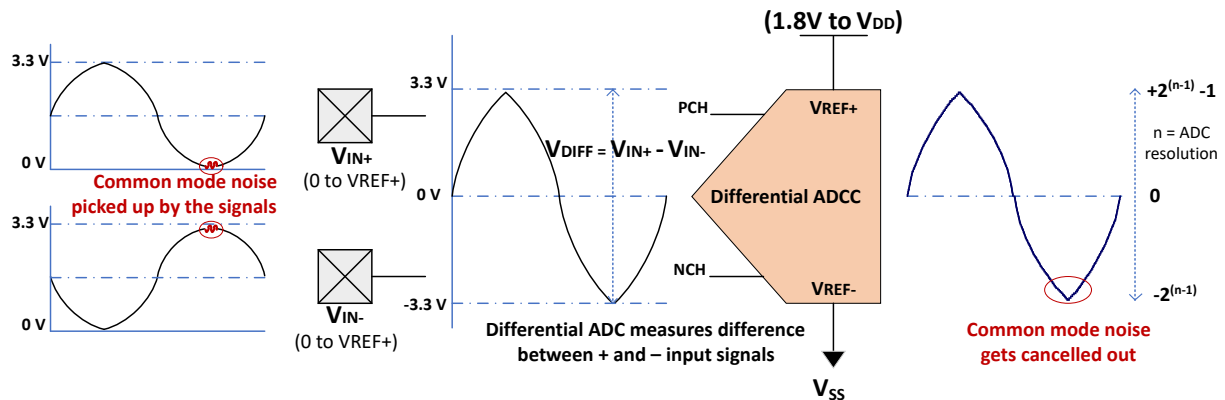 3.3 V
0 V
Common mode noise
picked up by the signals
3.3 V
0 V
VIN+
(0 to VREF+)
VIN-
(0 to VREF+)
3.3 V
0 V
-3.3 V
VDIFF = VIN+ - VIN-
Differential ADC measures difference
between + and – input signals
(1.8V to VDD)
PCH
VREF+
Differential ADCC
NCH
VREF-
VSS
+2^(n-1) -1
n = ADC
resolution
0
-2^(n-1)
Common mode noise
gets cancelled out